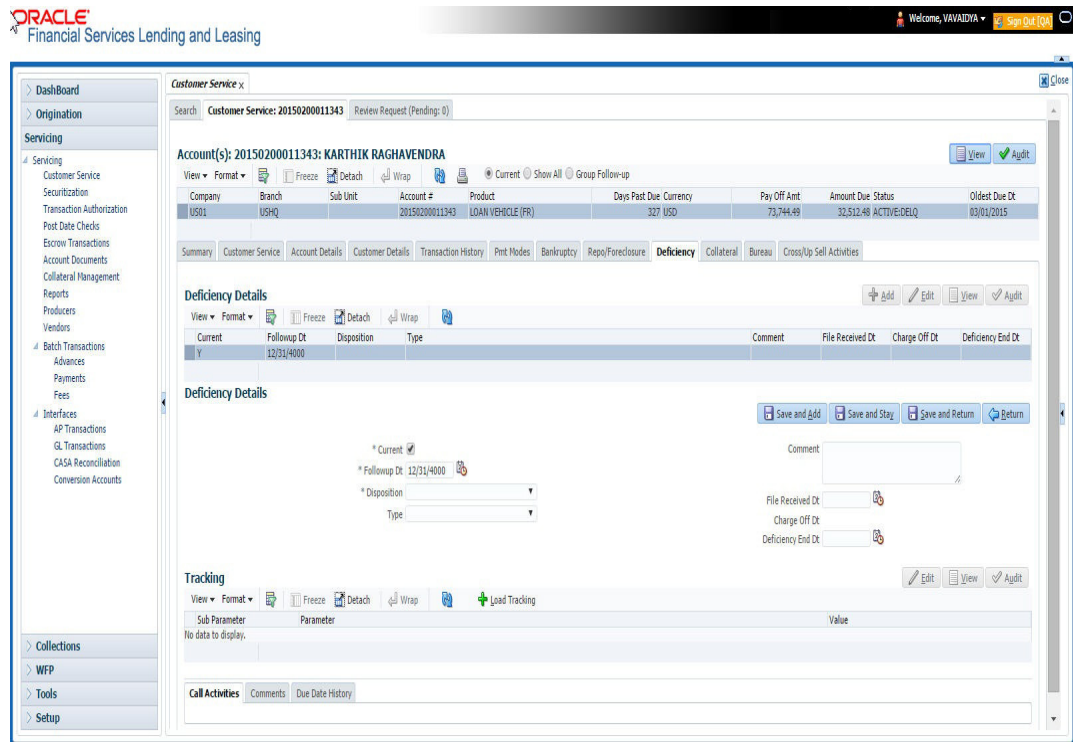 ORACLE'
Financial Services Lending and Leasing
Welcome, VAVAIDYA
Sign Out [QA]
DashBoard
Origination
Servicing
Servicing
Customer Service
Securitization
Transaction Authorization
Post Date Checks
Escrow Transactions
Account Documents
Collateral Management
Reports
Producers
Vendors
Batch Transactions
Advances
Payments
Fees
Interfaces
AP Transactions
GL Transactions
CASA Reconciliation
Conversion Accounts
Collections
WFP
Tools
Setup
Customer Service x
Close
Search Customer Service: 20150200011343 Review Request (Pending: 0)
Account(s): 20150200011343: KARTHIK RAGHAVENDRA
View Audit
View Format Freeze Detach Wrap Current Show All Group Follow-up
Company Branch Sub Unit Account # Product Days Past Due Currency Pay Off Amt Amount Due Status Oldest Due Dt
US01 USHQ 20150200011343 LOAN VEHICLE (FR) 327 USD 73,744.49 32,512.48 ACTIVE:DELQ 03/01/2015
Summary Customer Service Account Details Customer Details Transaction History Pmt Modes Bankruptcy Repo/Foreclosure Deficiency Collateral Bureau Cross/Up Sell Activities
Deficiency Details
Add Edit View Audit
View Format Freeze Detach Wrap
Current Followup Dt Disposition Type Comment File Received Dt Charge Off Dt Deficiency End Dt
Y 12/31/4000
Deficiency Details
Save and Add Save and Stay Save and Return Return
* Current
* Followup Dt 12/31/4000
* Disposition
Type
Comment
File Received Dt
Charge Off Dt
Deficiency End Dt
Tracking
Edit View Audit
View Format Freeze Detach Wrap Load Tracking
Sub Parameter Parameter Value
No data to display.
Call Activities Comments Due Date History